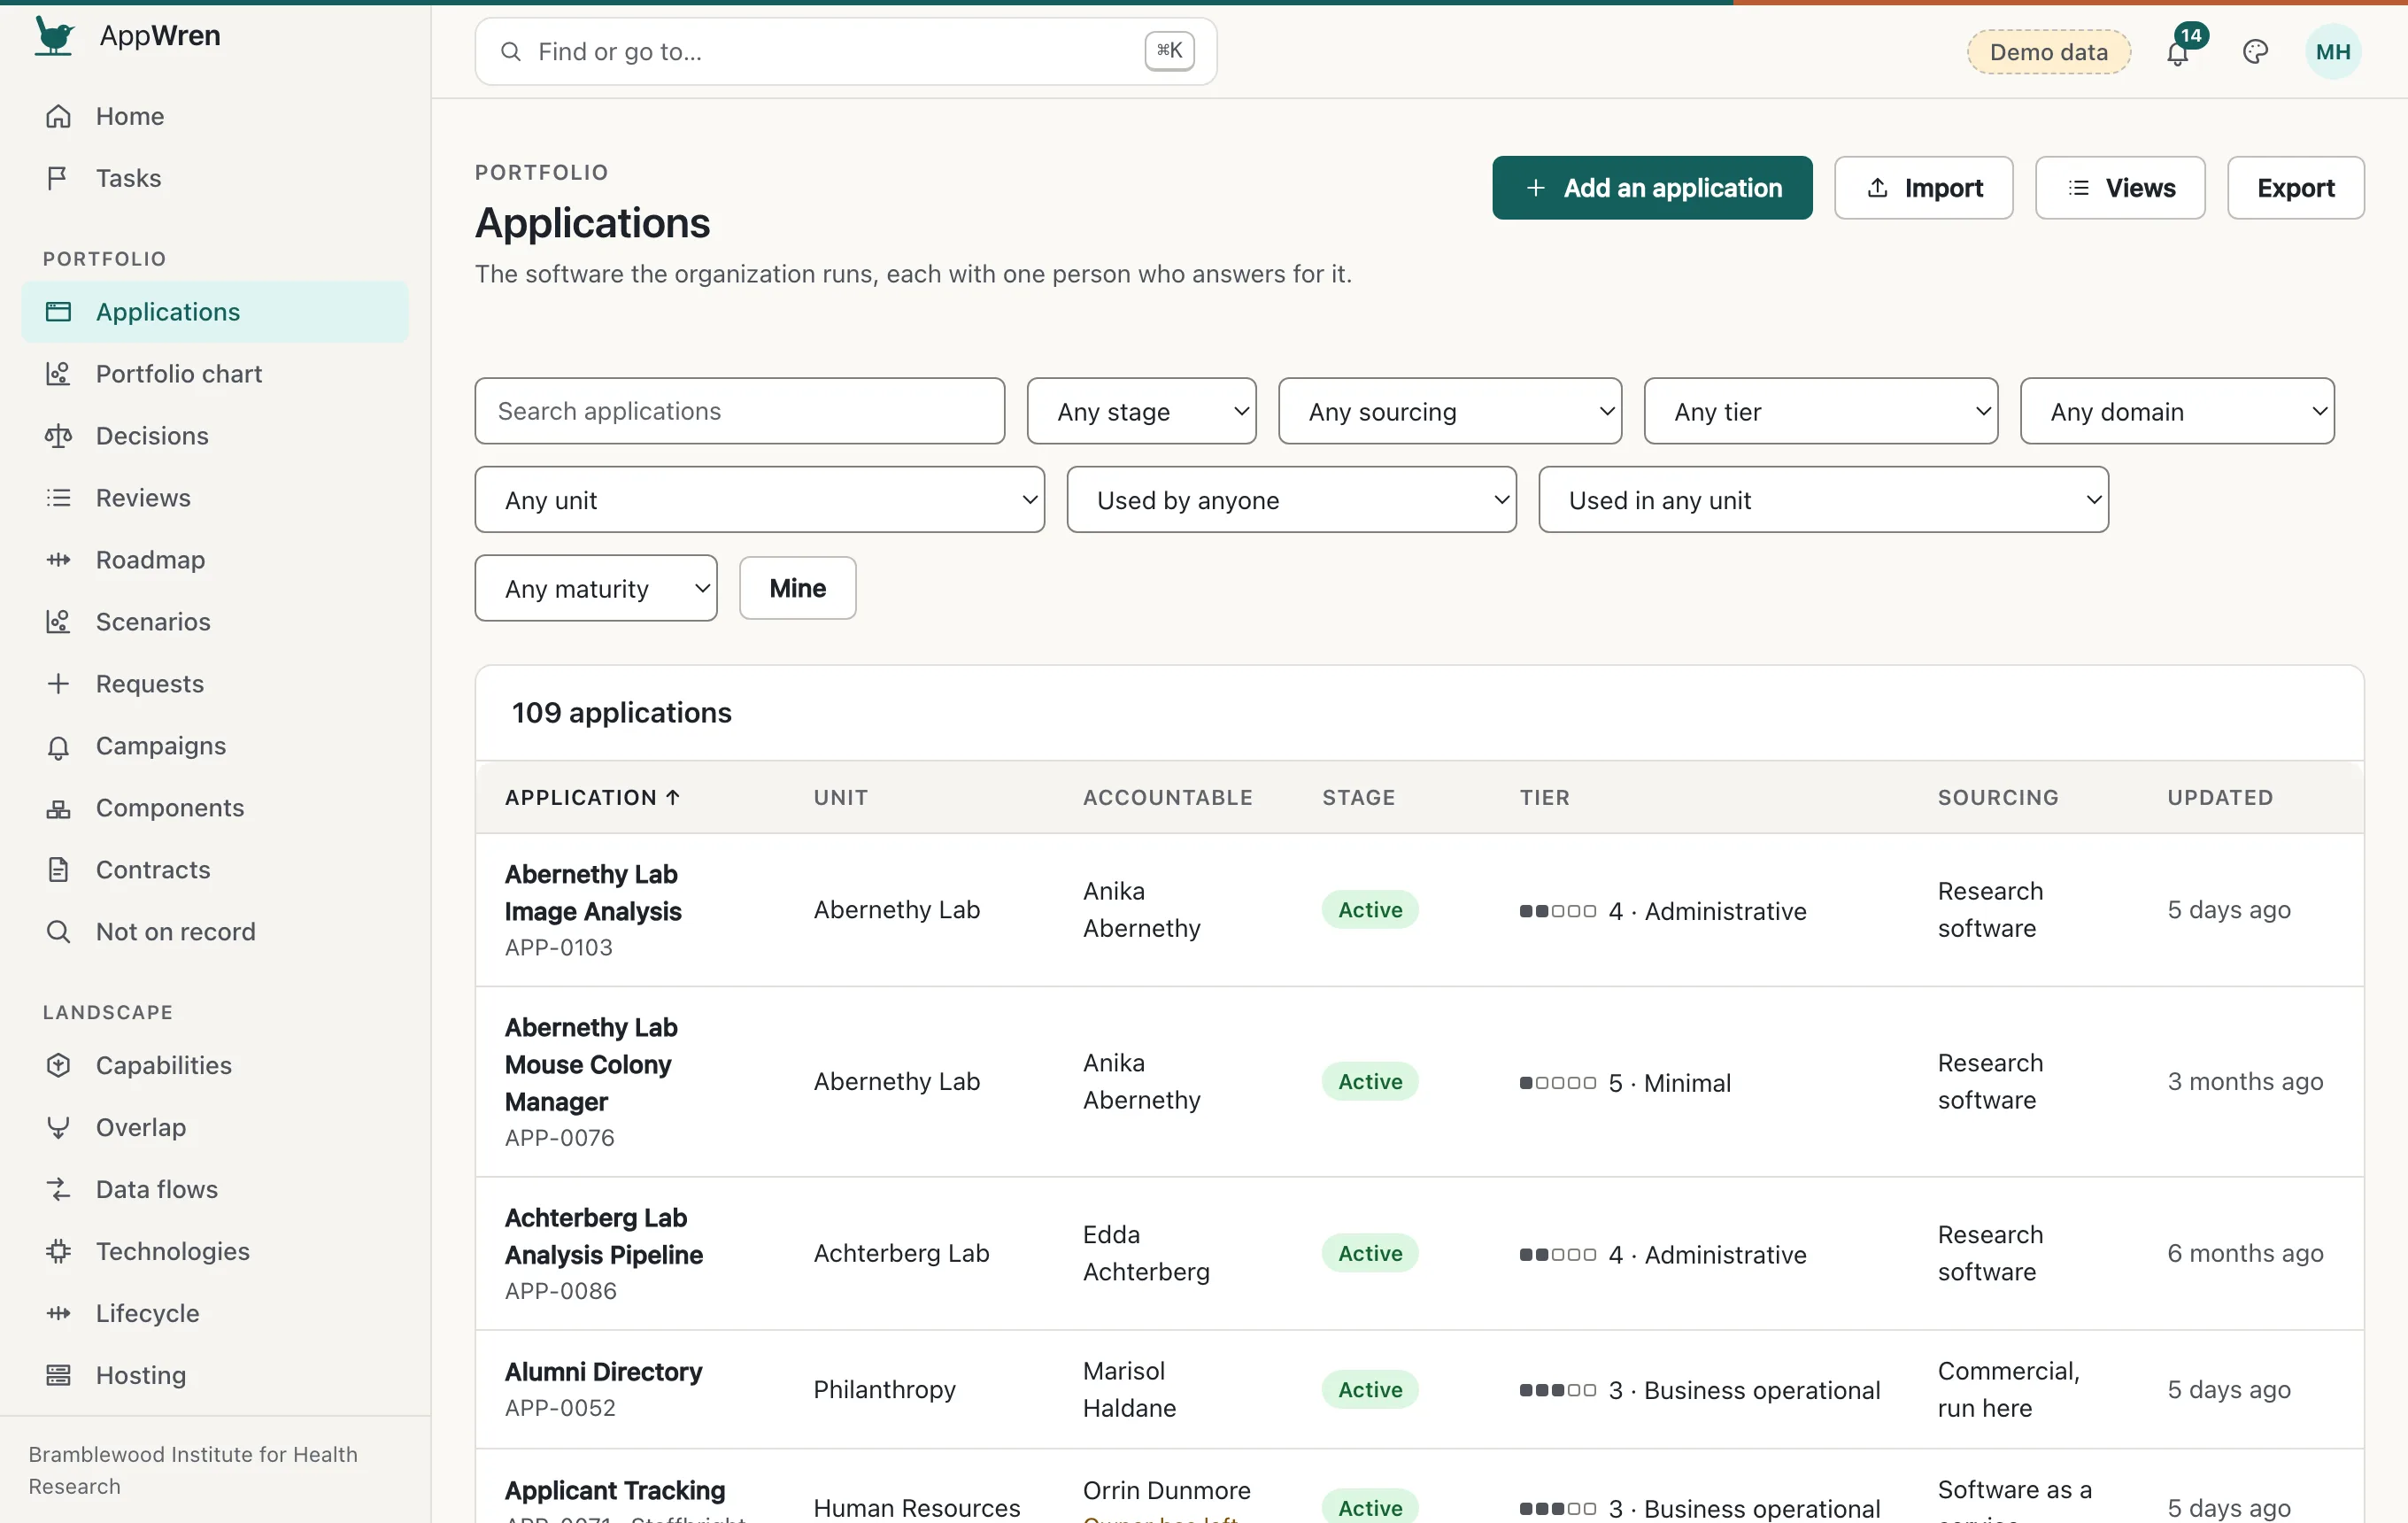 AppWren
Find or go to...
⌘K
Demo data
14
MH
Home
Tasks
PORTFOLIO
Applications
Portfolio chart
Decisions
Reviews
Roadmap
Scenarios
Requests
Campaigns
Components
Contracts
Not on record
LANDSCAPE
Capabilities
Overlap
Data flows
Technologies
Lifecycle
Hosting
Bramblewood Institute for Health
Research
PORTFOLIO
Applications
The software the organization runs, each with one person who answers for it.
+ Add an application
Import
Views
Export
Search applications
Any stage
Any sourcing
Any tier
Any domain
Any unit
Used by anyone
Used in any unit
Any maturity
Mine
109 applications
APPLICATION ↑ UNIT ACCOUNTABLE STAGE TIER SOURCING UPDATED
Abernethy Lab
Image Analysis
APP-0103
Abernethy Lab
Anika
Abernethy
Active
4 · Administrative
Research
software
5 days ago
Abernethy Lab
Mouse Colony
Manager
APP-0076
Abernethy Lab
Anika
Abernethy
Active
5 · Minimal
Research
software
3 months ago
Achterberg Lab
Analysis Pipeline
APP-0086
Achterberg Lab
Edda
Achterberg
Active
4 · Administrative
Research
software
6 months ago
Alumni Directory
APP-0052
Philanthropy
Marisol
Haldane
Active
3 · Business operational
Commercial,
run here
5 days ago
Applicant Tracking
Human Resources
Orrin Dunmore
Active
3 · Business operational
Software as a
5 days ago